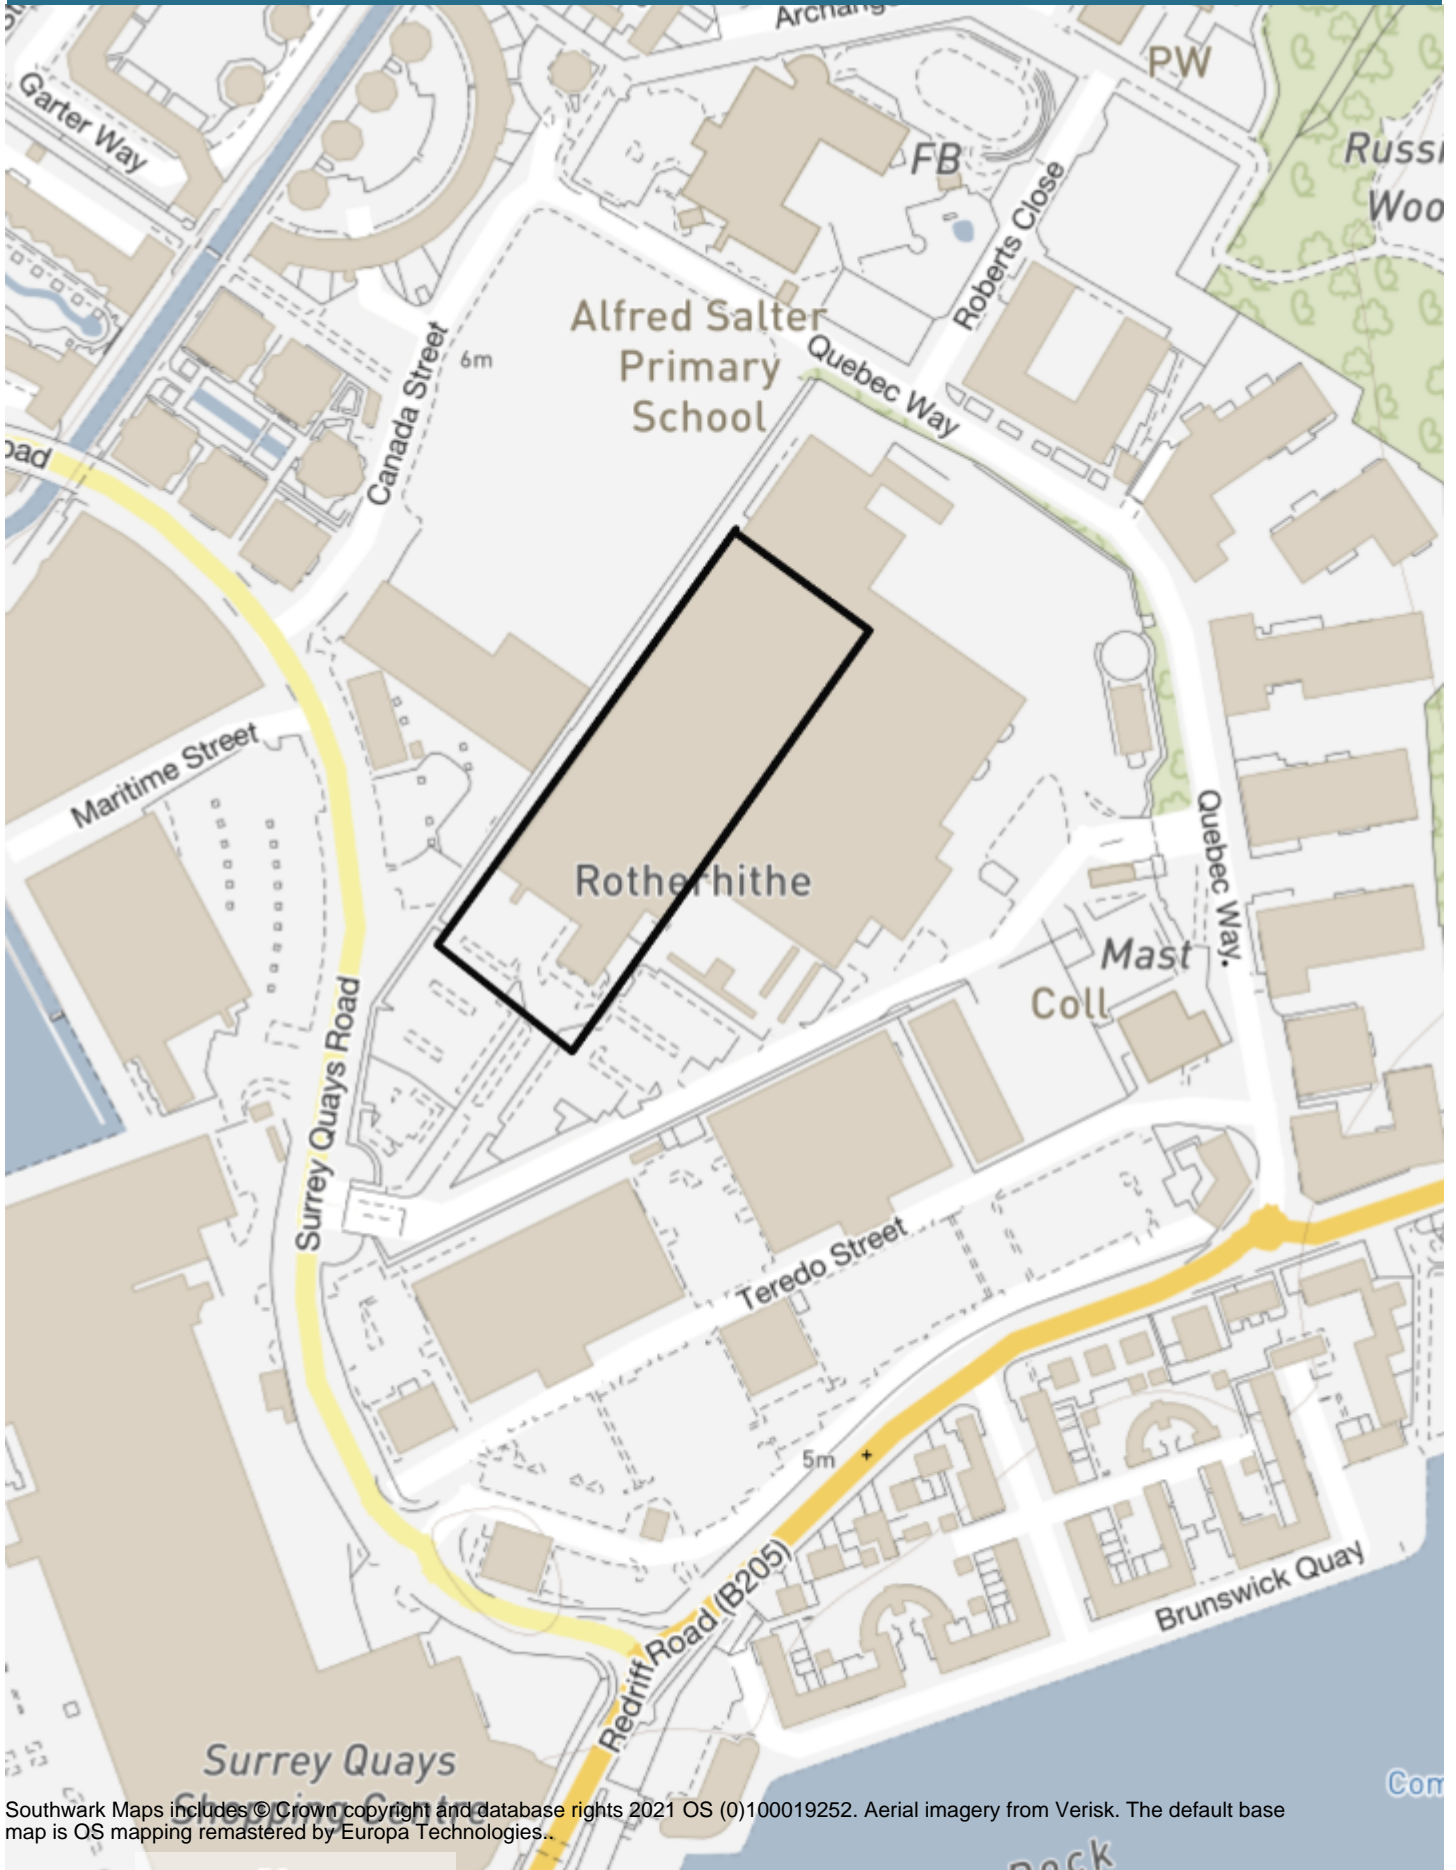 PW
Garter Way
FB
Roberts Close
Alfred Salter
Primary
School
6m
Quebec Way
Canada Street
Maritime Street
Rotherhithe
Quebec Way
Mast
Coll
Surrey Quays Road
Teredo Street
5m
Redriff Road (B205)
Brunswick Quay
Surrey Quays
Shopping Centre
Southwark Maps includes © Crown copyright and database rights 2021 OS (0)100019252. Aerial imagery from Verisk. The default base
map is OS mapping remastered by Europa Technologies..